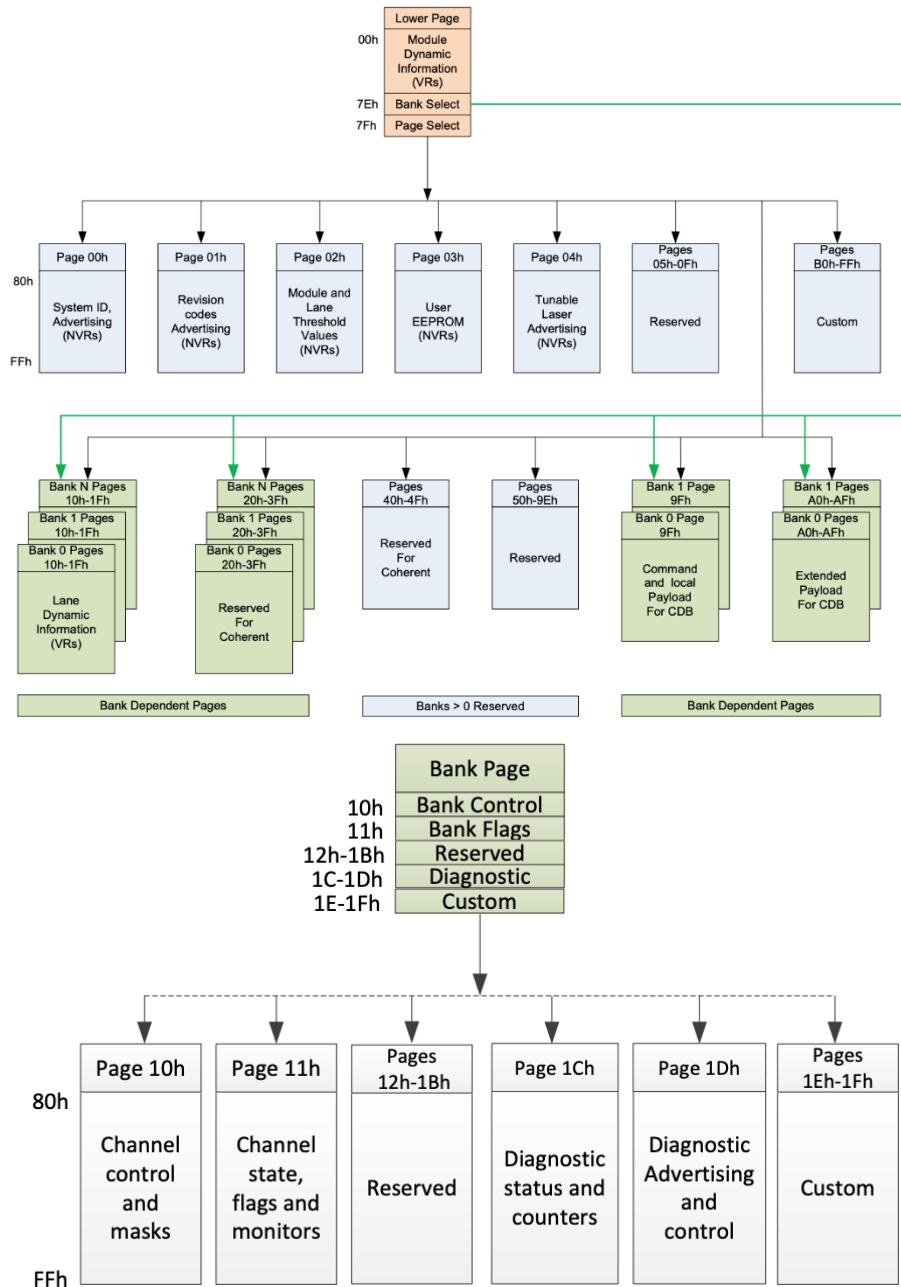 Lower Page
00h
Module
Dynamic
Information
(VRs)
7Eh
Bank Select
7Fh
Page Select
Page 00h
Page 01h
Page 02h
Page 03h
Page 04h
Pages
05h-0Fh
Pages
B0h-FFh
80h
System ID,
Advertising
(NVRs)
Revision
codes
Advertising
(NVRs)
Module and
Lane
Threshold
Values
(NVRs)
User
EEPROM
(NVRs)
Tunable
Laser
Advertising
(NVRs)
Reserved
Custom
FFh
Bank N Pages
10h-1Fh
Bank 1 Pages
10h-1Fh
Bank 0 Pages
10h-1Fh
Lane
Dynamic
Information
(VRs)
Bank N Pages
20h-3Fh
Bank 1 Pages
20h-3Fh
Bank 0 Pages
20h-3Fh
Reserved
For
Coherent
Pages
40h-4Fh
Reserved
For
Coherent
Pages
50h-9Eh
Reserved
Bank 1 Page
9Fh
Bank 0 Page
9Fh
Command
and local
Payload
For CDB
Bank 1 Pages
A0h-AFh
Bank 0 Pages
A0h-AFh
Extended
Payload
For CDB
Bank Dependent Pages
Banks > 0 Reserved
Bank Dependent Pages
Bank Page
10h
Bank Control
11h
Bank Flags
12h-1Bh
Reserved
1C-1Dh
Diagnostic
1E-1Fh
Custom
Page 10h
Page 11h
Pages
12h-1Bh
Page 1Ch
Page 1Dh
Pages
1Eh-1Fh
80h
Channel
control
and
masks
Channel
state,
flags and
monitors
Reserved
Diagnostic
status and
counters
Diagnostic
Advertising
and
control
Custom
FFh